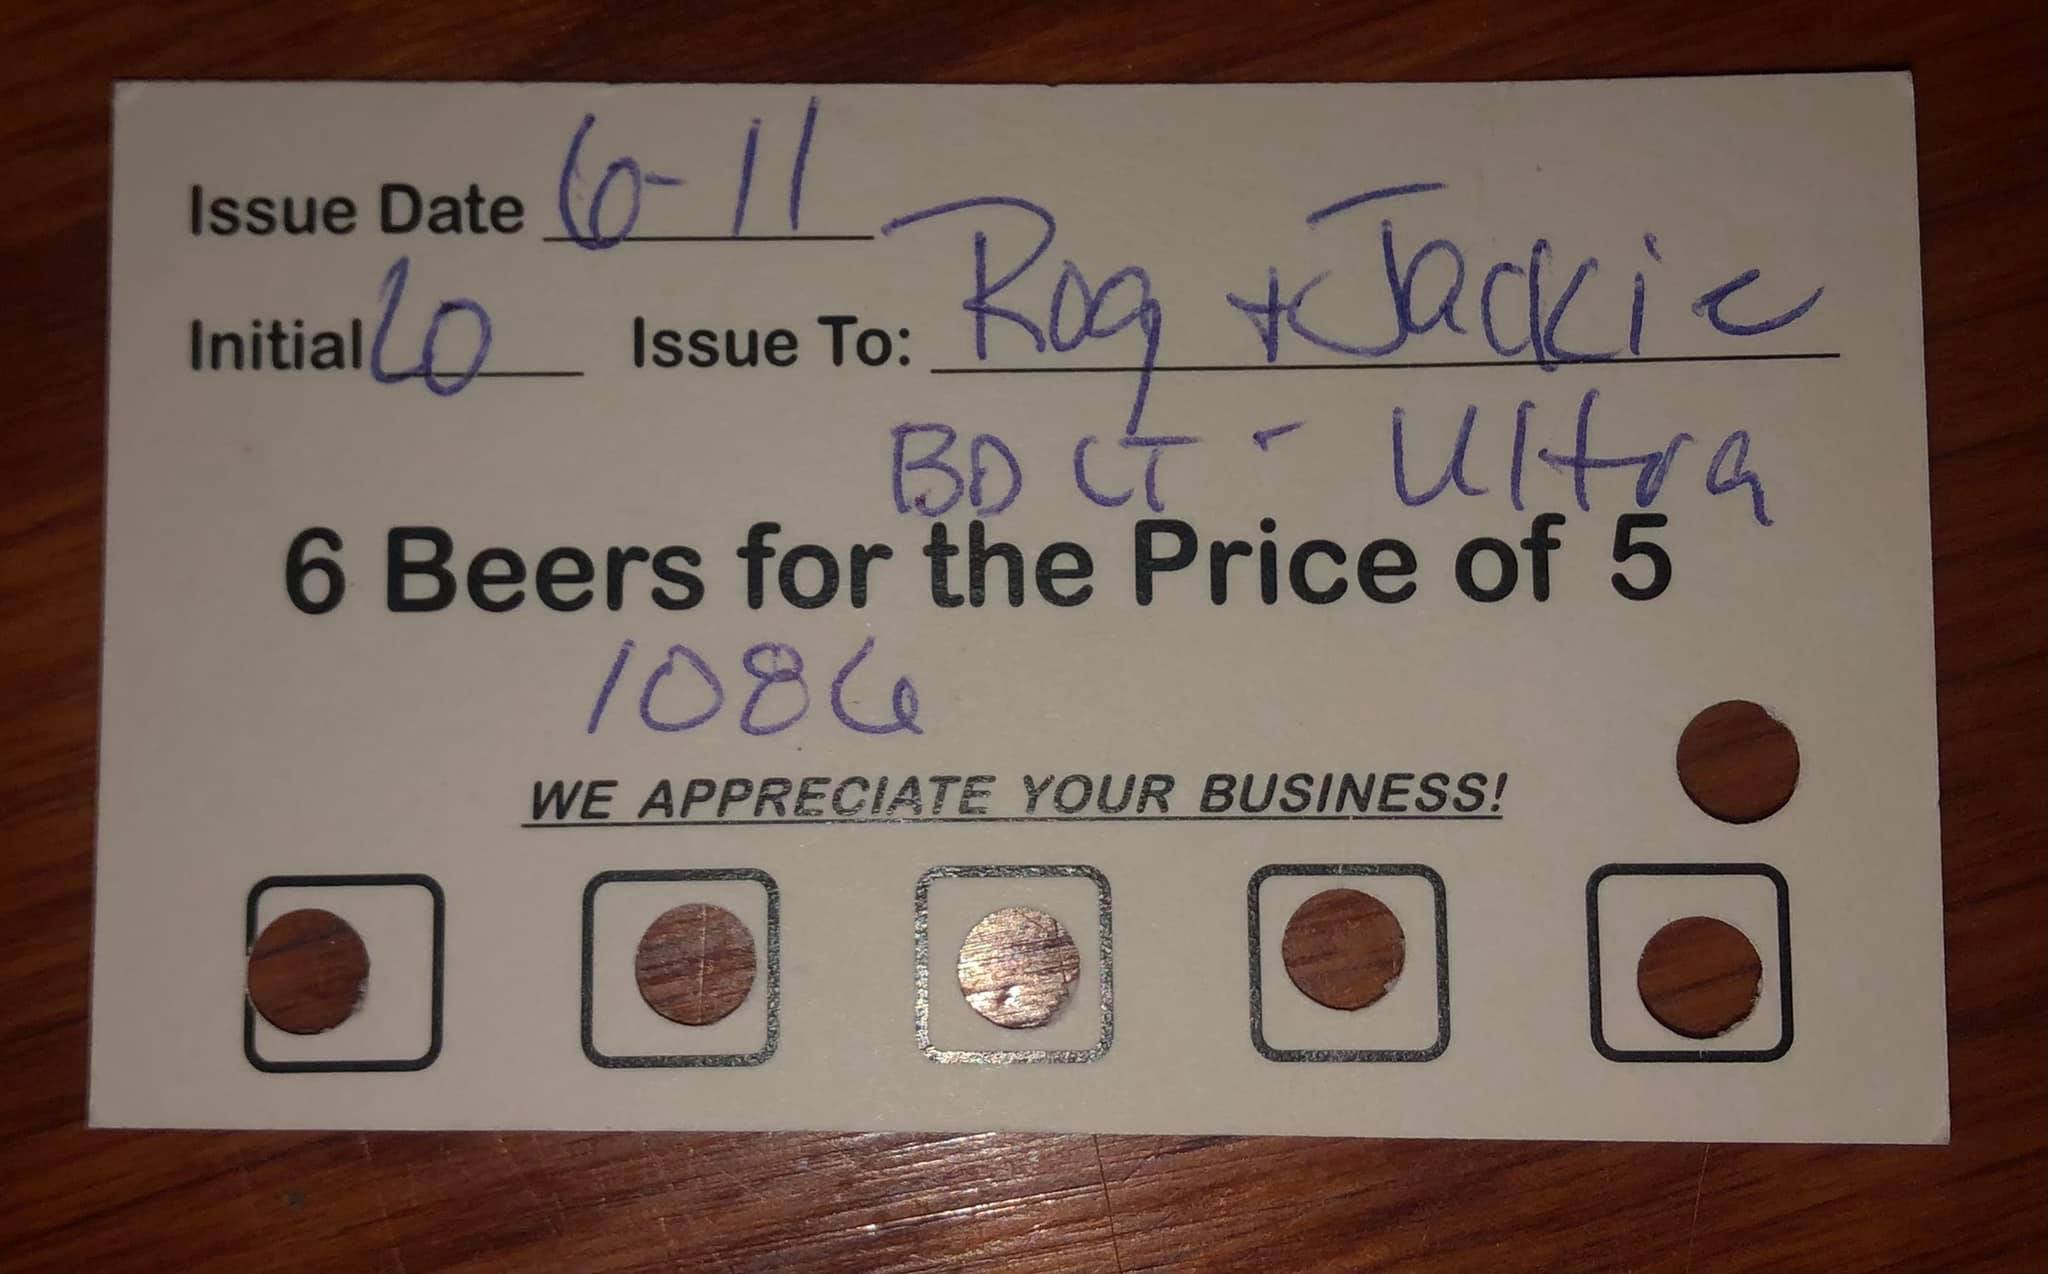 Issue Date 6-11
Initial LO Issue To: Rog + Jackie
BD LT - Ultra
6 Beers for the Price of 5
1086
WE APPRECIATE YOUR BUSINESS!